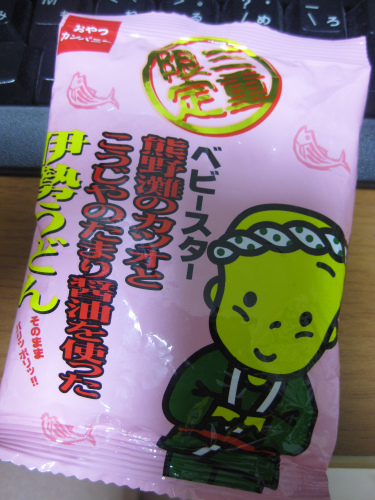 おやつ
カンパニー
三重
限定
ベビースター
熊野灘のカツオと
こうじやのたまり醤油を使った
伊勢うどん
そのまま
バリッボリッ!!